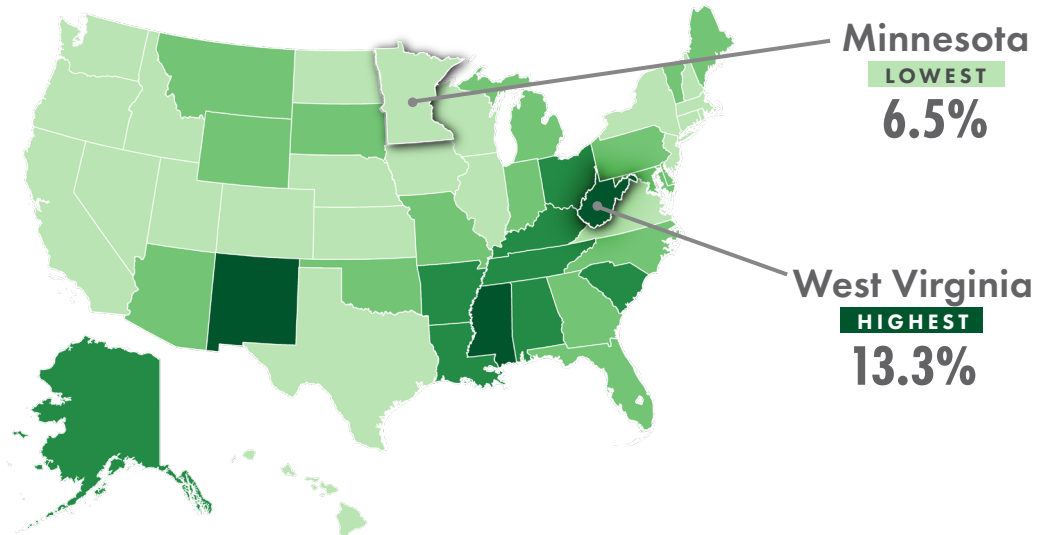 Minnesota
LOWEST
6.5%
West Virginia
HIGHEST
13.3%